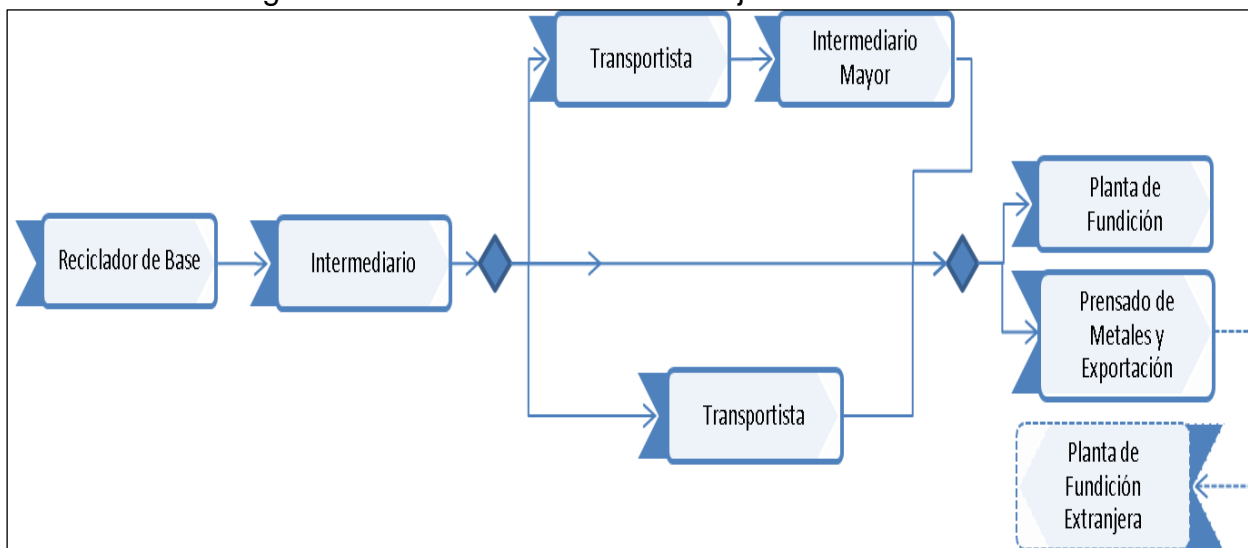 Transportista
Intermediario
Mayor
Planta de
Fundición
Reciclador de Base
Intermediario
Prensado de
Metales y
Exportación
Transportista
Planta de
Fundición
Extranjera